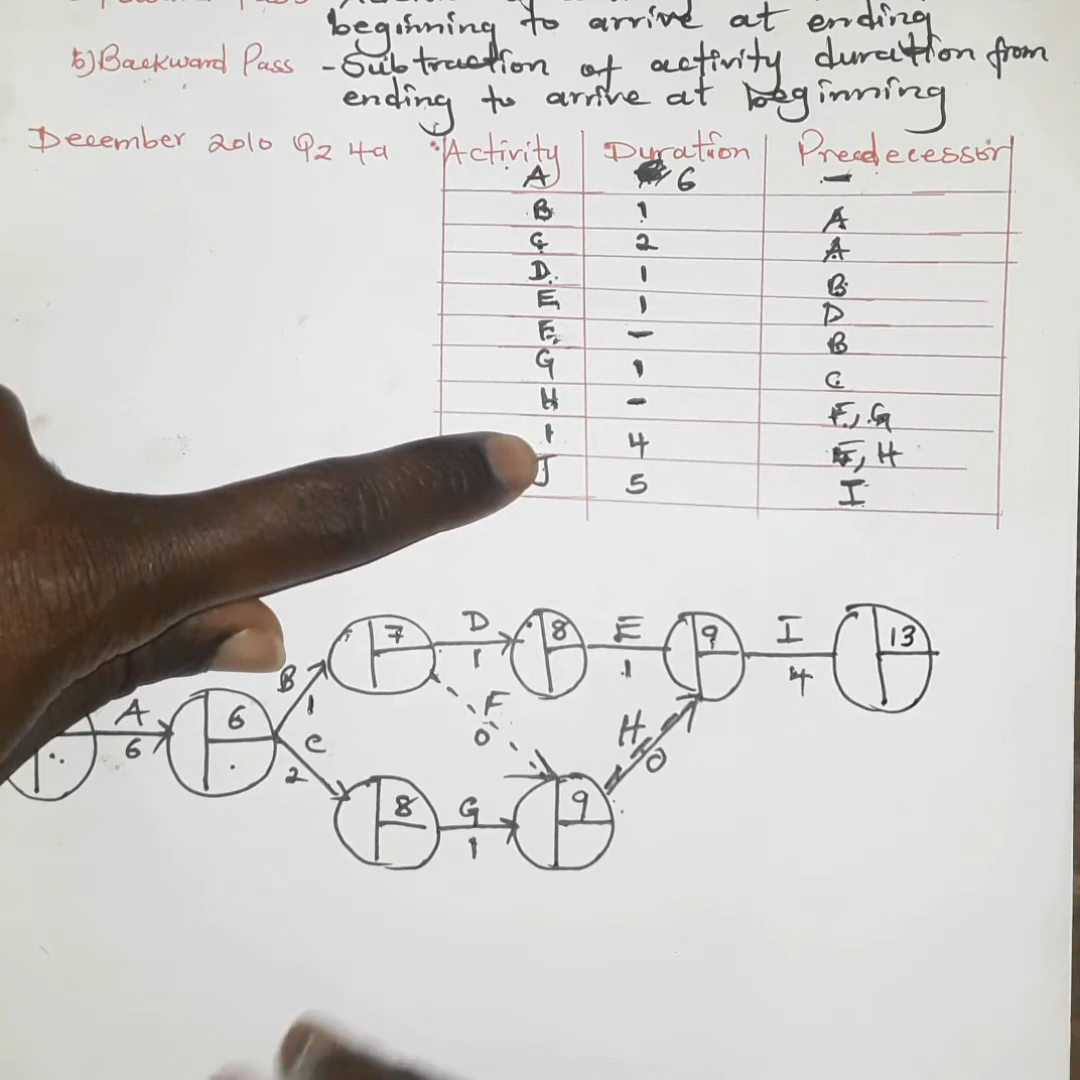 beginning to arrive at ending
b) Backward Pass - Subtraction of activity duration from
ending to arrive at beginning
December 2010 Qz 4a
Activity Duration Predecessor
A 6 -
B 1 A
C 2 A
D 1 B
E 1 D
F - B
G 1 C
H - F, G
I 4 E, H
J 5 I
A 6
6
B 1
C 2
7
D 1
8
E 1
9
I 4
13
F 0
H 0
8
G 1
9